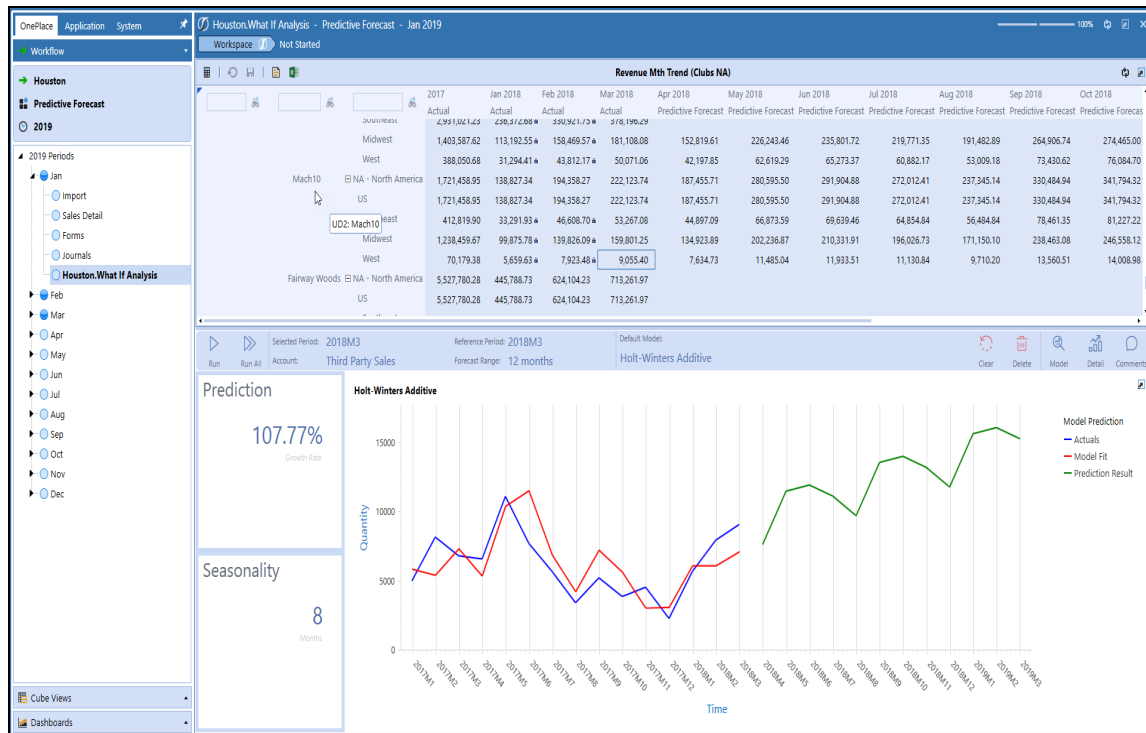 OnePlace Application System
Houston.What If Analysis - Predictive Forecast - Jan 2019
100%
Workflow
Workspace Not Started
Houston
Predictive Forecast
2019
2019 Periods
Jan
Import
Sales Detail
Forms
Journals
Houston.What If Analysis
Feb
Mar
Apr
May
Jun
Jul
Aug
Sep
Oct
Nov
Dec
Cube Views
Dashboards
Revenue Mth Trend (Clubs NA)
2017 Jan 2018 Feb 2018 Mar 2018 Apr 2018 May 2018 Jun 2018 Jul 2018 Aug 2018 Sep 2018 Oct 2018
Actual Actual Actual Actual Predictive Forecast Predictive Forecast Predictive Forecast Predictive Forecast Predictive Forecast Predictive Forecast Predictive Forecas
Southeast 2,931,021.23 236,372.68 330,921.75 378,196.29
Midwest 1,403,587.62 113,192.55 158,469.57 181,108.08 152,819.61 226,243.46 235,801.72 219,771.35 191,482.89 264,906.74 274,465.00
West 388,050.68 31,294.41 43,812.17 50,071.06 42,197.85 62,619.29 65,273.37 60,882.17 53,009.18 73,430.62 76,084.70
Mach10 NA - North America 1,721,458.95 138,827.34 194,358.27 222,123.74 187,455.71 280,595.50 291,904.88 272,012.41 237,345.14 330,484.94 341,794.32
US 1,721,458.95 138,827.34 194,358.27 222,123.74 187,455.71 280,595.50 291,904.88 272,012.41 237,345.14 330,484.94 341,794.32
UD2: Mach10
east 412,819.90 33,291.93 46,608.70 53,267.08 44,897.09 66,873.59 69,639.46 64,854.84 56,484.84 78,461.35 81,227.22
Midwest 1,238,459.67 99,875.78 139,826.09 159,801.25 134,923.89 202,236.87 210,331.91 196,026.73 171,150.10 238,463.08 246,558.12
West 70,179.38 5,659.63 7,923.48 9,055.40 7,634.73 11,485.04 11,933.51 11,130.84 9,710.20 13,560.51 14,008.98
Fairway Woods NA - North America 5,527,780.28 445,788.73 624,104.23 713,261.97
US 5,527,780.28 445,788.73 624,104.23 713,261.97
Run Run All
Selected Period: 2018M3 Reference Period: 2018M3 Default Model:
Account: Third Party Sales Forecast Range: 12 months Holt-Winters Additive
Clear Delete Model Detail Comments
Prediction
107.77%
Growth Rate
Seasonality
8
Months
Holt-Winters Additive
Model Prediction
Actuals
Model Fit
Prediction Result
Quantity
15000
10000
5000
0
2017M1 2017M2 2017M3 2017M4 2017M5 2017M6 2017M7 2017M8 2017M9 2017M10 2017M11 2017M12 2018M1 2018M2 2018M3 2018M4 2018M5 2018M6 2018M7 2018M8 2018M9 2018M10 2018M11 2018M12 2019M1 2019M2 2019M3
Time